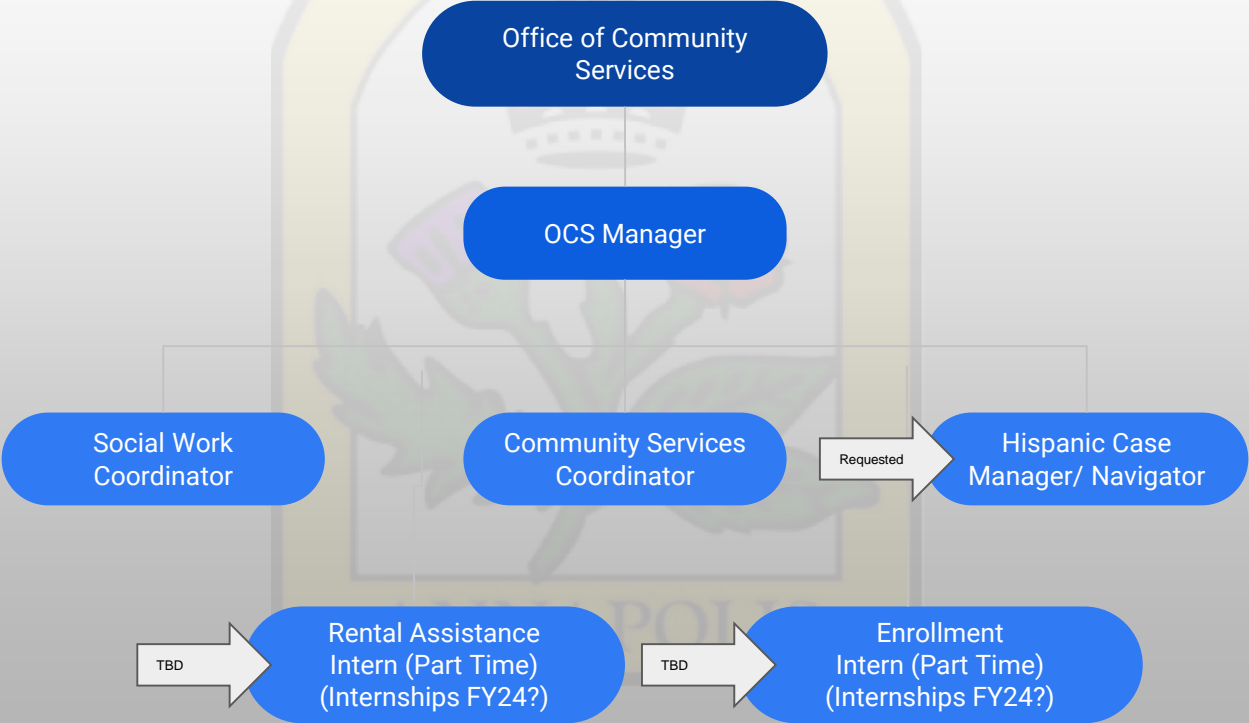 Office of Community
Services
OCS Manager
Social Work
Coordinator
Community Services
Coordinator
Requested
Hispanic Case
Manager/ Navigator
TBD
Rental Assistance
Intern (Part Time)
(Internships FY24?)
TBD
Enrollment
Intern (Part Time)
(Internships FY24?)
ANNAPOLIS